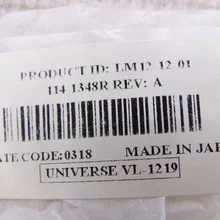 PRODUCT ID: LM12-12-01
114-1348R REV: A
ATE CODE:0318 MADE IN JAP
UNIVERSE VL-1219